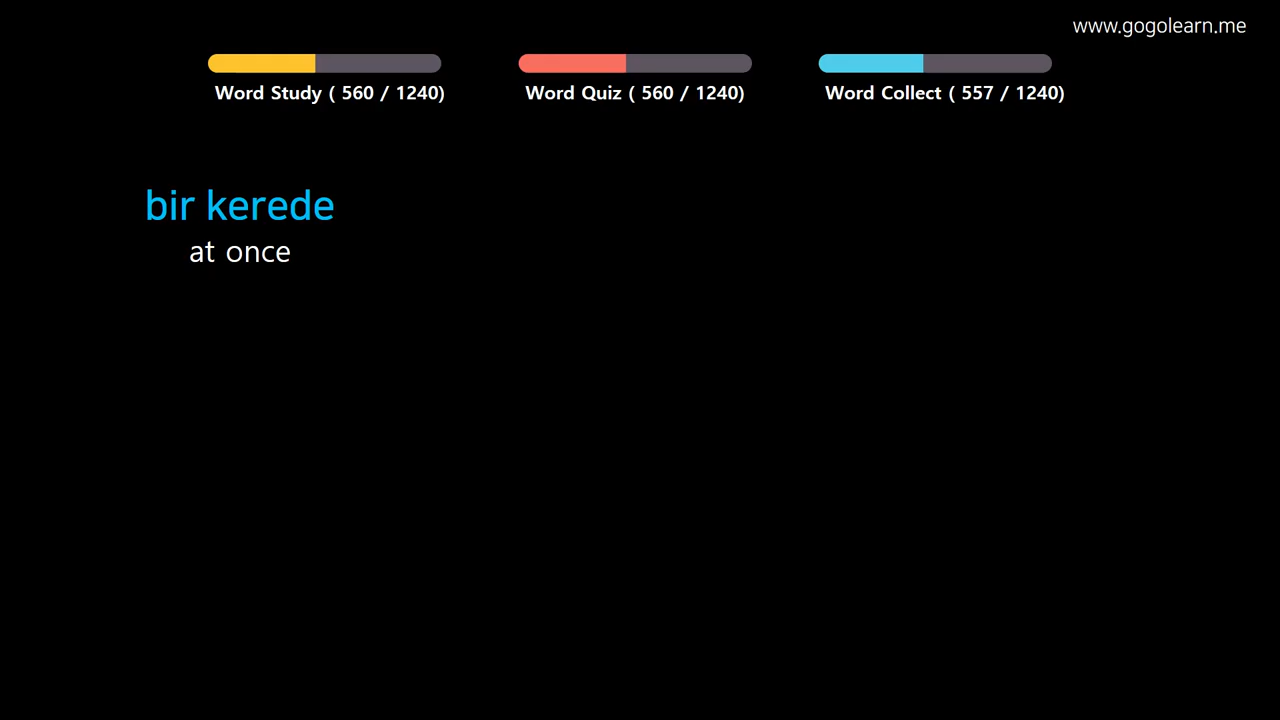 www.gogolearn.me
Word Study ( 560 / 1240)
Word Quiz ( 560 / 1240)
Word Collect ( 557 / 1240)
bir kerede
at once